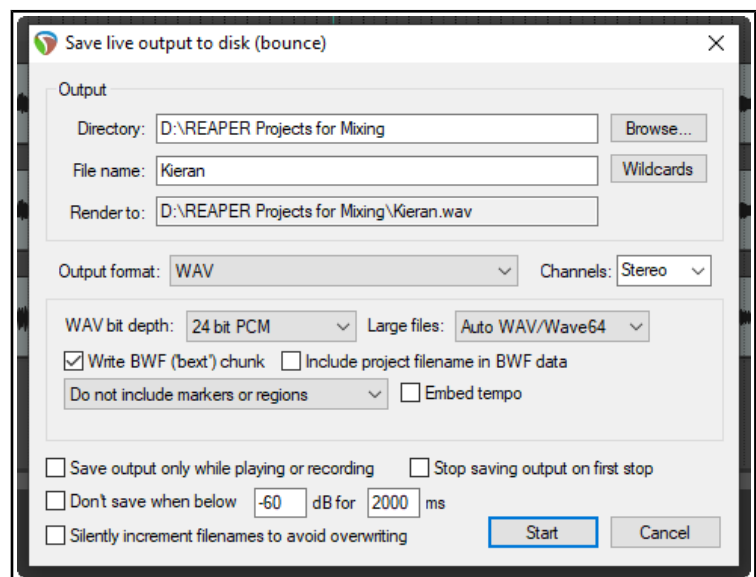 Save live output to disk (bounce)
Output
Directory: D:\REAPER Projects for Mixing Browse...
File name: Kieran Wildcards
Render to: D:\REAPER Projects for Mixing\Kieran.wav
Output format: WAV Channels: Stereo
WAV bit depth: 24 bit PCM Large files: Auto WAV/Wave64
Write BWF ('bext') chunk Include project filename in BWF data
Do not include markers or regions Embed tempo
Save output only while playing or recording Stop saving output on first stop
Don't save when below -60 dB for 2000 ms
Silently increment filenames to avoid overwriting Start Cancel